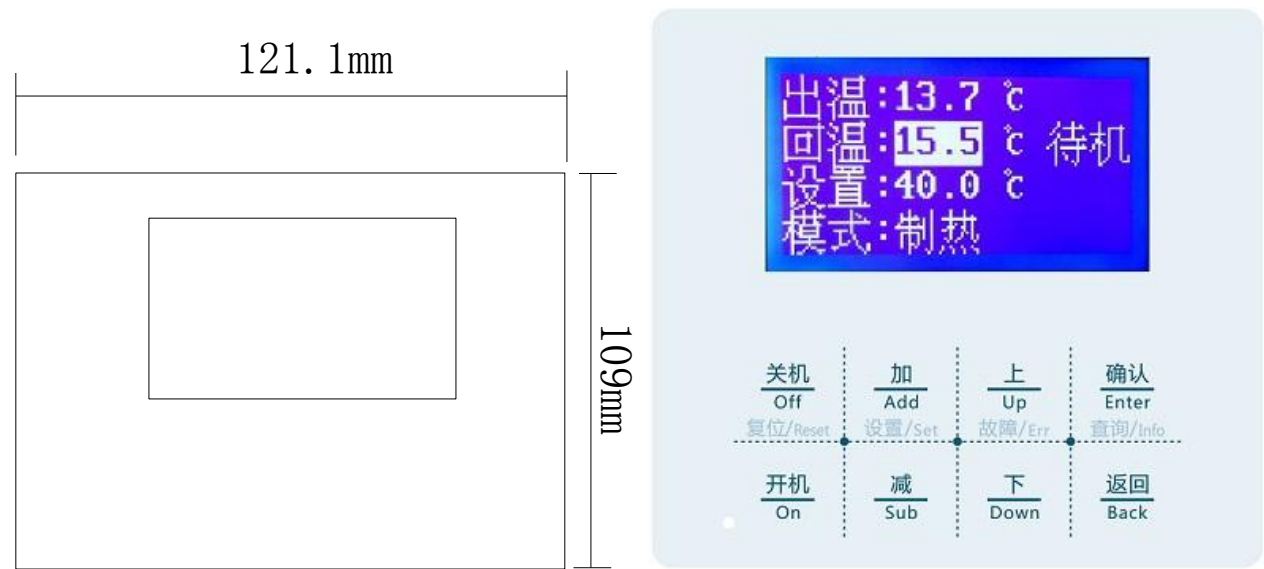 121.1mm
109mm
出温:13.7 ℃
回温:15.5 ℃ 待机
设置:40.0 ℃
模式:制热
关机 加 上 确认
Off Add Up Enter
复位/Reset 设置/Set 故障/Err 查询/Info
开机 减 下 返回
On Sub Down Back